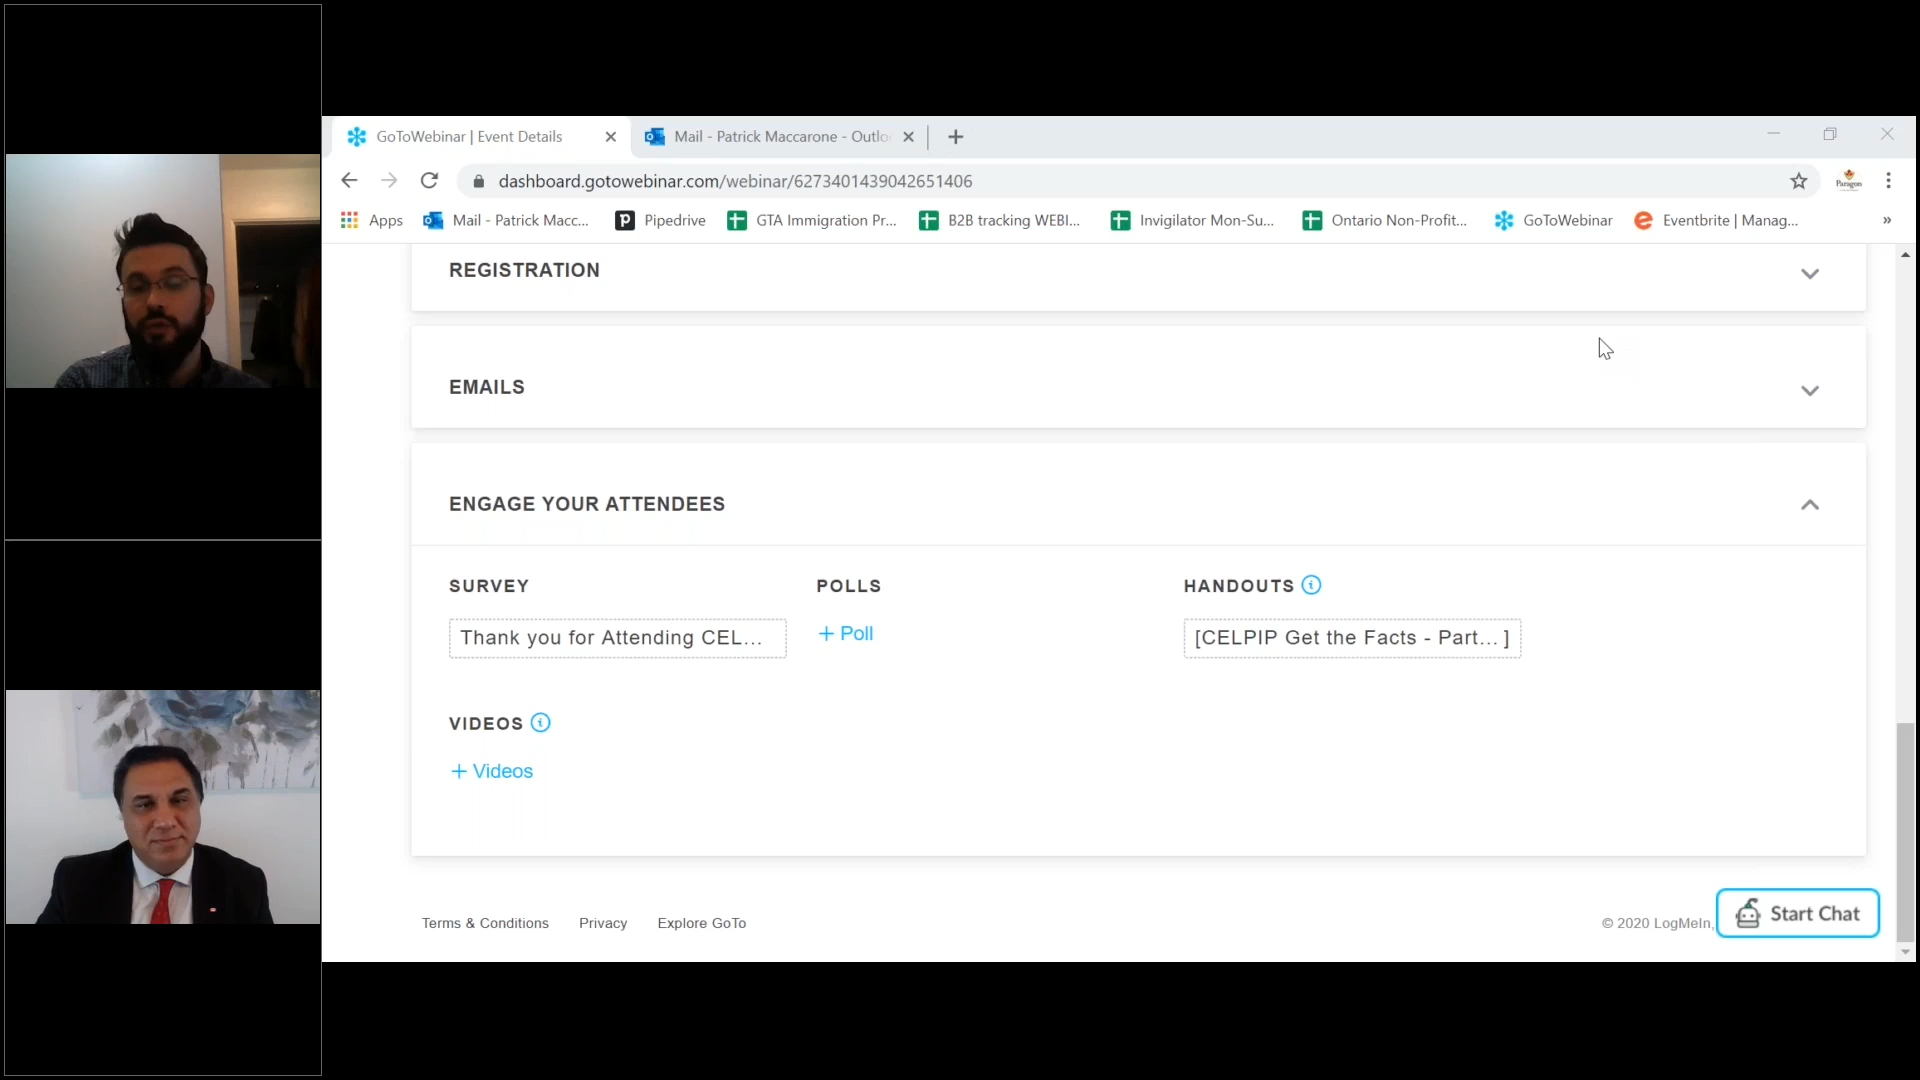 GoToWebinar | Event Details
Mail - Patrick Maccarone - Outlo
dashboard.gotowebinar.com/webinar/6273401439042651406
Paragon
Apps
Mail - Patrick Macc...
Pipedrive
GTA Immigration Pr...
B2B tracking WEBI...
Invigilator Mon-Su...
Ontario Non-Profit...
GoToWebinar
Eventbrite | Manag...
»
REGISTRATION
EMAILS
ENGAGE YOUR ATTENDEES
SURVEY
POLLS
HANDOUTS
Thank you for Attending CEL...
+ Poll
[CELPIP Get the Facts - Part... ]
VIDEOS
+ Videos
Terms & Conditions
Privacy
Explore GoTo
© 2020 LogMeIn,
Start Chat